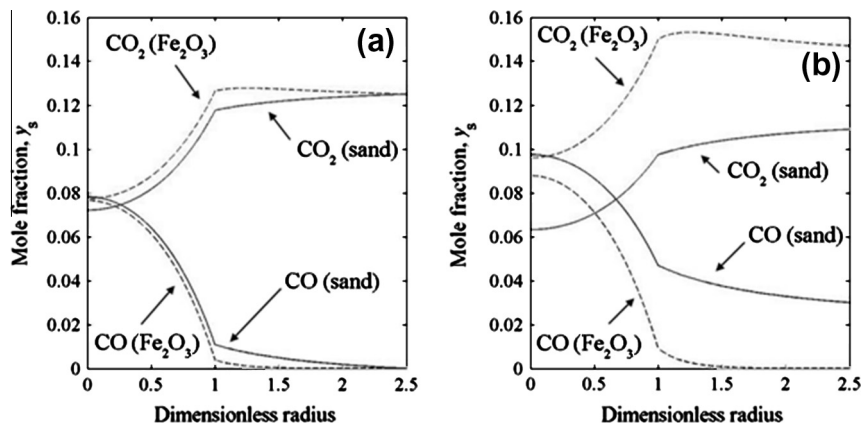 (a)
0.16
0.14
0.12
0.1
0.08
0.06
0.04
0.02
0
Mole fraction, yₛ
CO₂ (Fe₂O₃)
CO₂ (sand)
CO (sand)
CO (Fe₂O₃)
0 0.5 1 1.5 2 2.5
Dimensionless radius
(b)
0.16
0.14
0.12
0.1
0.08
0.06
0.04
0.02
0
Mole fraction, yₛ
CO₂ (Fe₂O₃)
CO₂ (sand)
CO (sand)
CO (Fe₂O₃)
0 0.5 1 1.5 2 2.5
Dimensionless radius